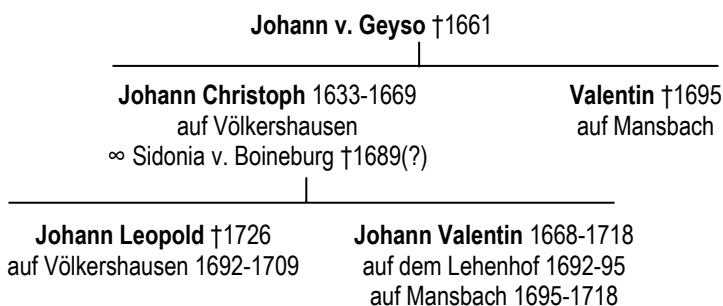 Johann v. Geyso †1661
Johann Christoph 1633-1669
auf Völkershausen
∞ Sidonia v. Boineburg †1689(?)
Valentin †1695
auf Mansbach
Johann Leopold †1726
auf Völkershausen 1692-1709
Johann Valentin 1668-1718
auf dem Lehenhof 1692-95
auf Mansbach 1695-1718